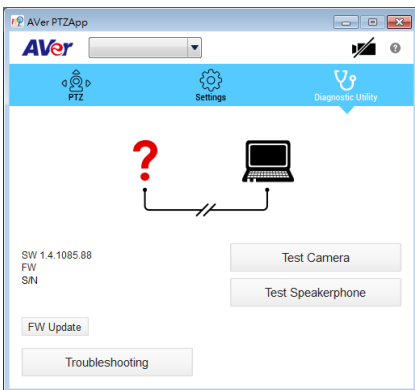 AVer PTZApp
AVer
PTZ
Settings
Diagnostic Utility
?
SW 1.4.1085.88
FW
S/N
Test Camera
Test Speakerphone
FW Update
Troubleshooting